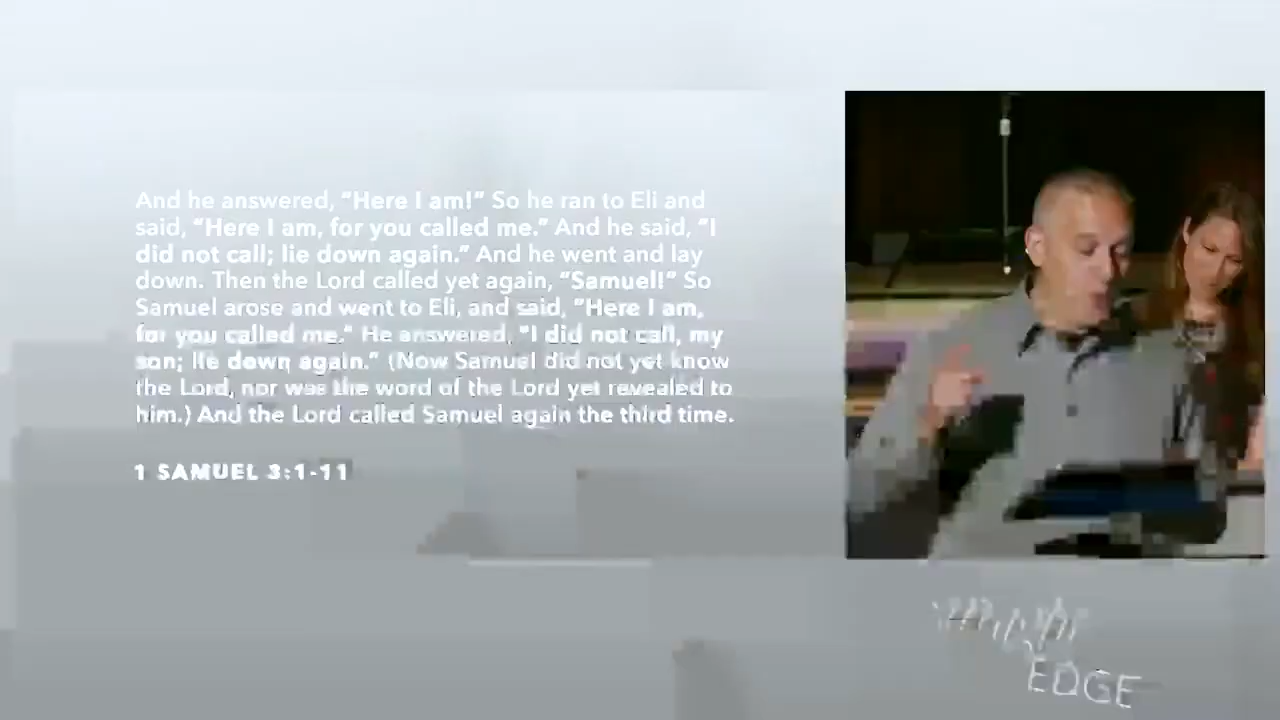 And he answered, “Here I am!” So he ran to Eli and
said, “Here I am, for you called me.” And he said, “I
did not call; lie down again.” And he went and lay
down. Then the Lord called yet again, “Samuel!” So
Samuel arose and went to Eli, and said, “Here I am,
for you called me.” He answered, “I did not call, my
son; lie down again.” (Now Samuel did not yet know
the Lord, nor was the word of the Lord yet revealed to
him.) And the Lord called Samuel again the third time.
1 SAMUEL 3:1-11
EDGE